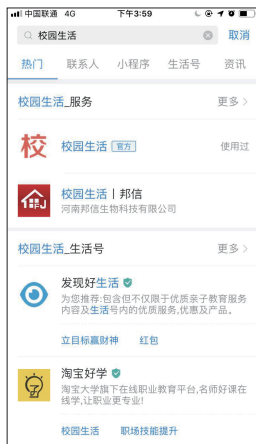 中国联通 4G 下午3:59
校园生活 取消
热门 联系人 小程序 生活号 资讯
校园生活_服务 更多
校 校园生活 官方 使用过
校园生活 | 邦信
河南邦信生物科技有限公司
校园生活_生活号 更多
发现好生活
为您推荐:包含但不仅限于优质亲子教育服务
内容及生活号内的优质服务,优惠及产品。
立目标赢财神 红包
淘宝好学
淘宝大学旗下在线职业教育平台,名师好课在
线学,让职业更专业!
校园生活 职场技能提升